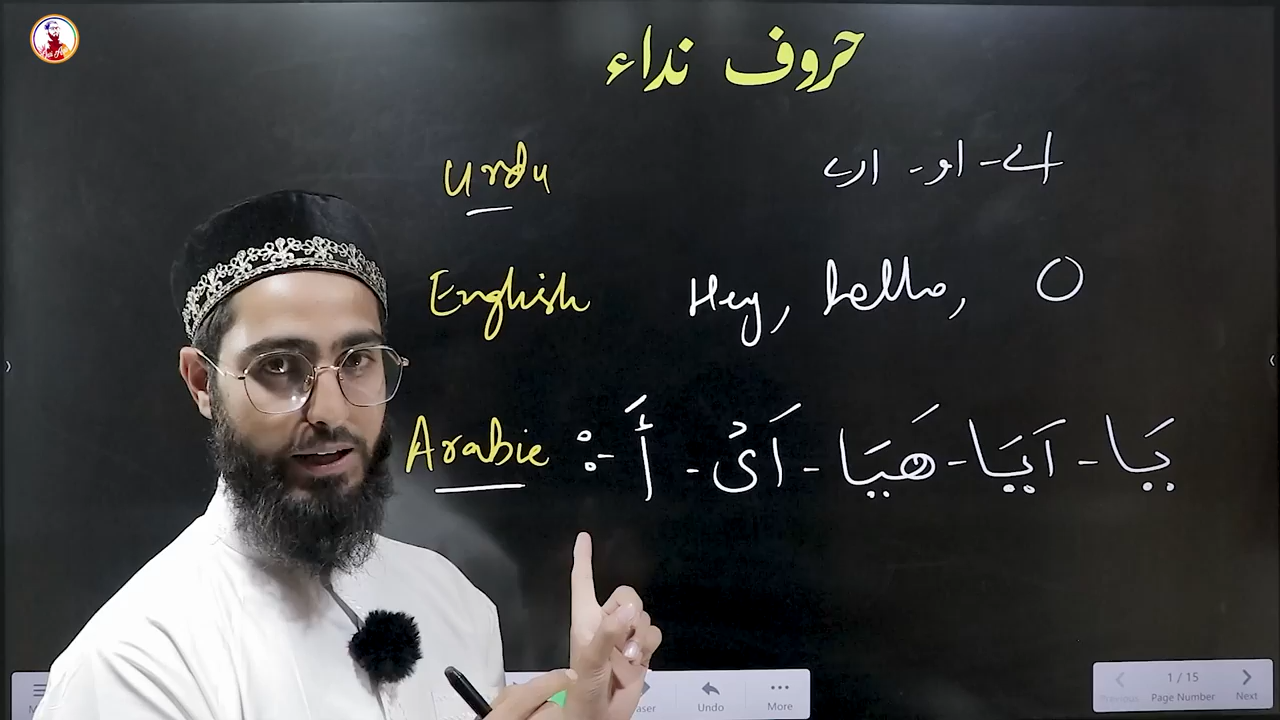 حروف نداء
Urdu اے - او - ارے
English Hey, hello, O
Arabic :- یَا - اَیَا - هَیَا - اَیْ - أَ
Undo
More
1 / 15
Previous
Page Number
Next